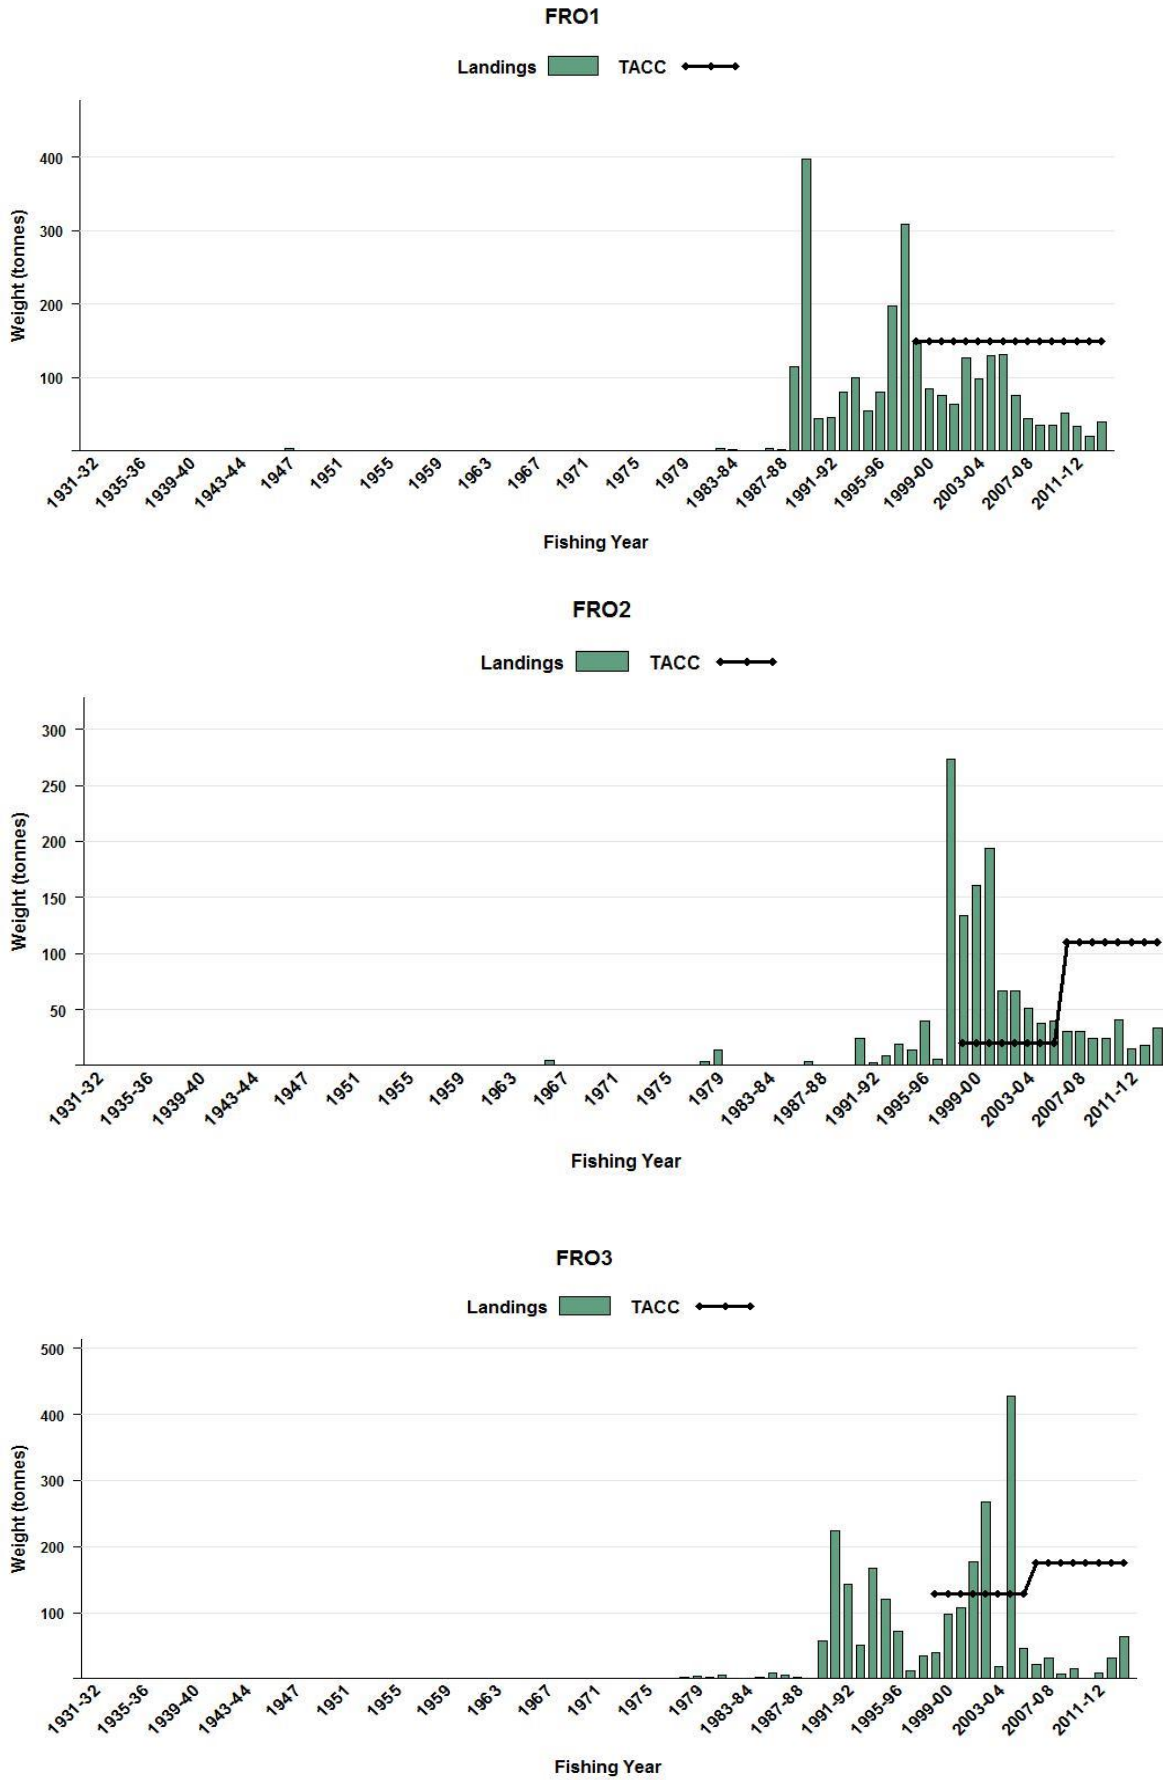 FRO1
Landings TACC
400
300
200
100
Weight (tonnes)
1931-32 1935-36 1939-40 1943-44 1947 1951 1955 1959 1963 1967 1971 1975 1979 1983-84 1987-88 1991-92 1995-96 1999-00 2003-04 2007-08 2011-12
Fishing Year
FRO2
Landings TACC
300
250
200
150
100
50
Weight (tonnes)
1931-32 1935-36 1939-40 1943-44 1947 1951 1955 1959 1963 1967 1971 1975 1979 1983-84 1987-88 1991-92 1995-96 1999-00 2003-04 2007-08 2011-12
Fishing Year
FRO3
Landings TACC
500
400
300
200
100
Weight (tonnes)
1931-32 1935-36 1939-40 1943-44 1947 1951 1955 1959 1963 1967 1971 1975 1979 1983-84 1987-88 1991-92 1995-96 1999-00 2003-04 2007-08 2011-12
Fishing Year